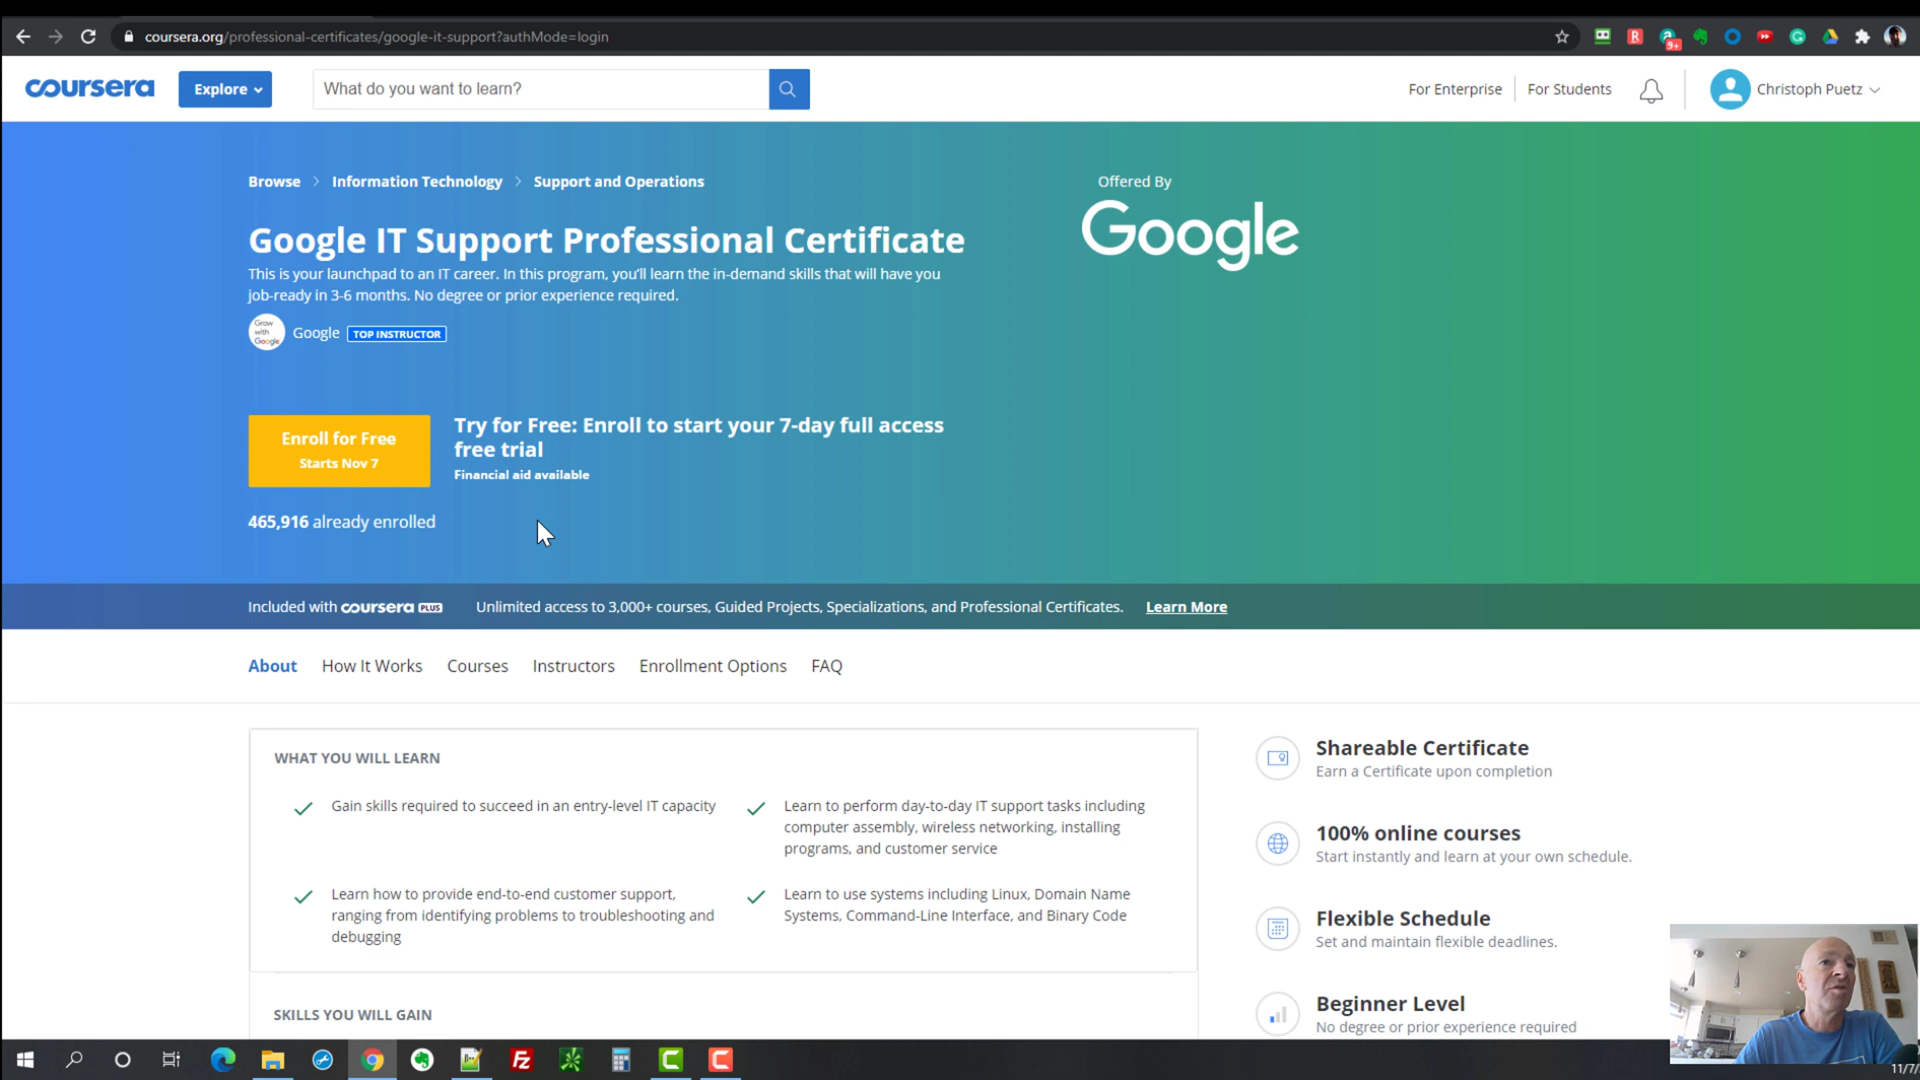 coursera.org/professional-certificates/google-it-support?authMode=login
9+
coursera
Explore
What do you want to learn?
For Enterprise
For Students
Christoph Puetz
Browse > Information Technology > Support and Operations
Offered By
Google
Google IT Support Professional Certificate
This is your launchpad to an IT career. In this program, you'll learn the in-demand skills that will have you
job-ready in 3-6 months. No degree or prior experience required.
Grow
with
Google
Google TOP INSTRUCTOR
Enroll for Free
Starts Nov 7
Try for Free: Enroll to start your 7-day full access
free trial
Financial aid available
465,916 already enrolled
Included with coursera PLUS
Unlimited access to 3,000+ courses, Guided Projects, Specializations, and Professional Certificates. Learn More
About How It Works Courses Instructors Enrollment Options FAQ
WHAT YOU WILL LEARN
Gain skills required to succeed in an entry-level IT capacity
Learn to perform day-to-day IT support tasks including
computer assembly, wireless networking, installing
programs, and customer service
Learn how to provide end-to-end customer support,
ranging from identifying problems to troubleshooting and
debugging
Learn to use systems including Linux, Domain Name
Systems, Command-Line Interface, and Binary Code
SKILLS YOU WILL GAIN
Shareable Certificate
Earn a Certificate upon completion
100% online courses
Start instantly and learn at your own schedule.
Flexible Schedule
Set and maintain flexible deadlines.
Beginner Level
No degree or prior experience required
11/7/